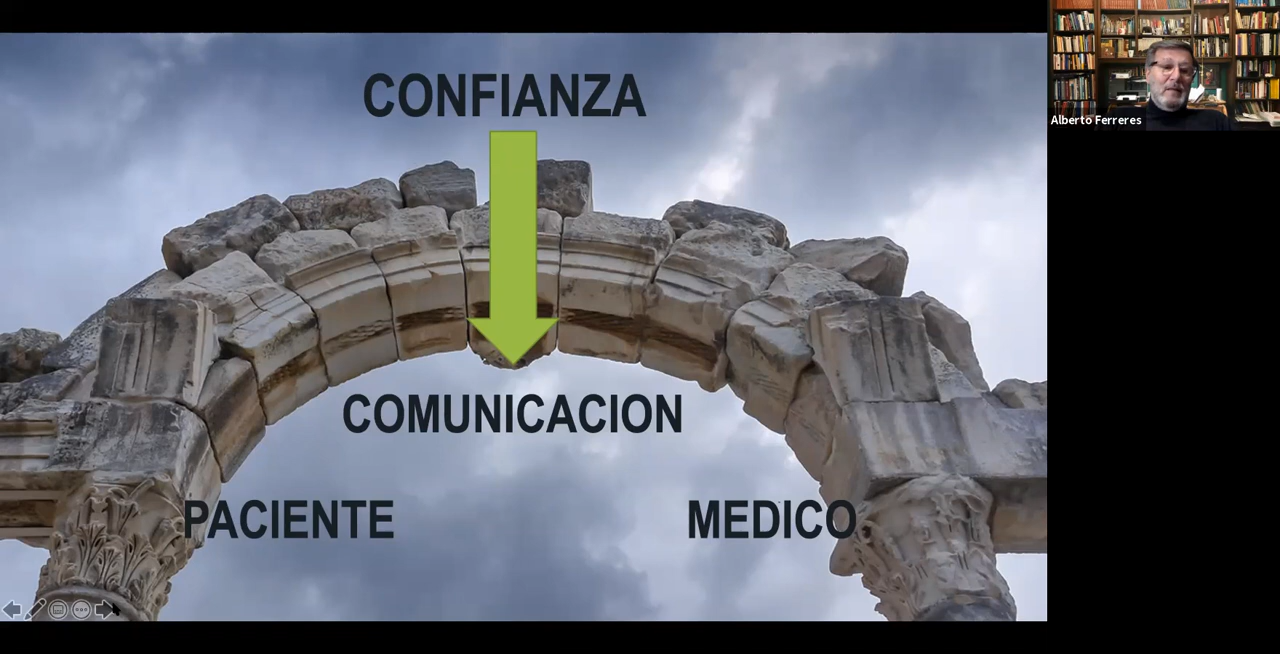 CONFIANZA
COMUNICACION
PACIENTE
MEDICO
Alberto Ferreres